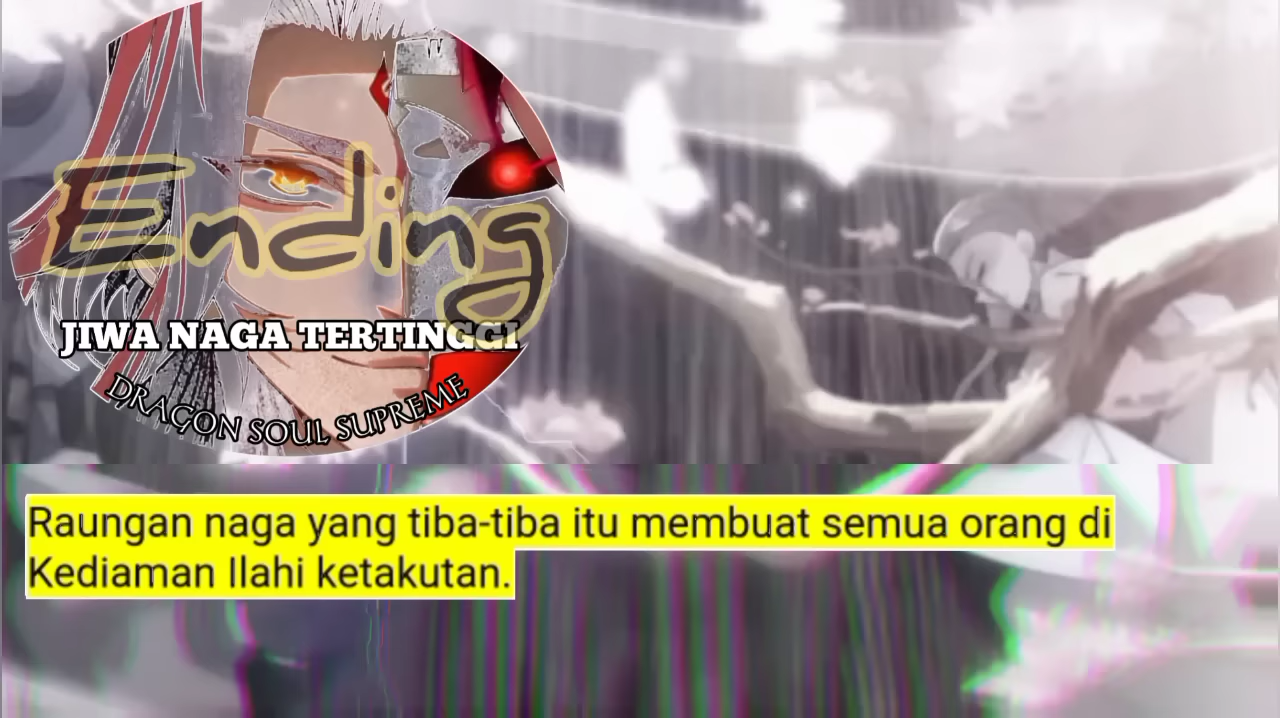 Ending
JIWA NAGA TERTINGGI
DRAGON SOUL SUPREME
Raungan naga yang tiba-tiba itu membuat semua orang di
Kediaman Ilahi ketakutan.